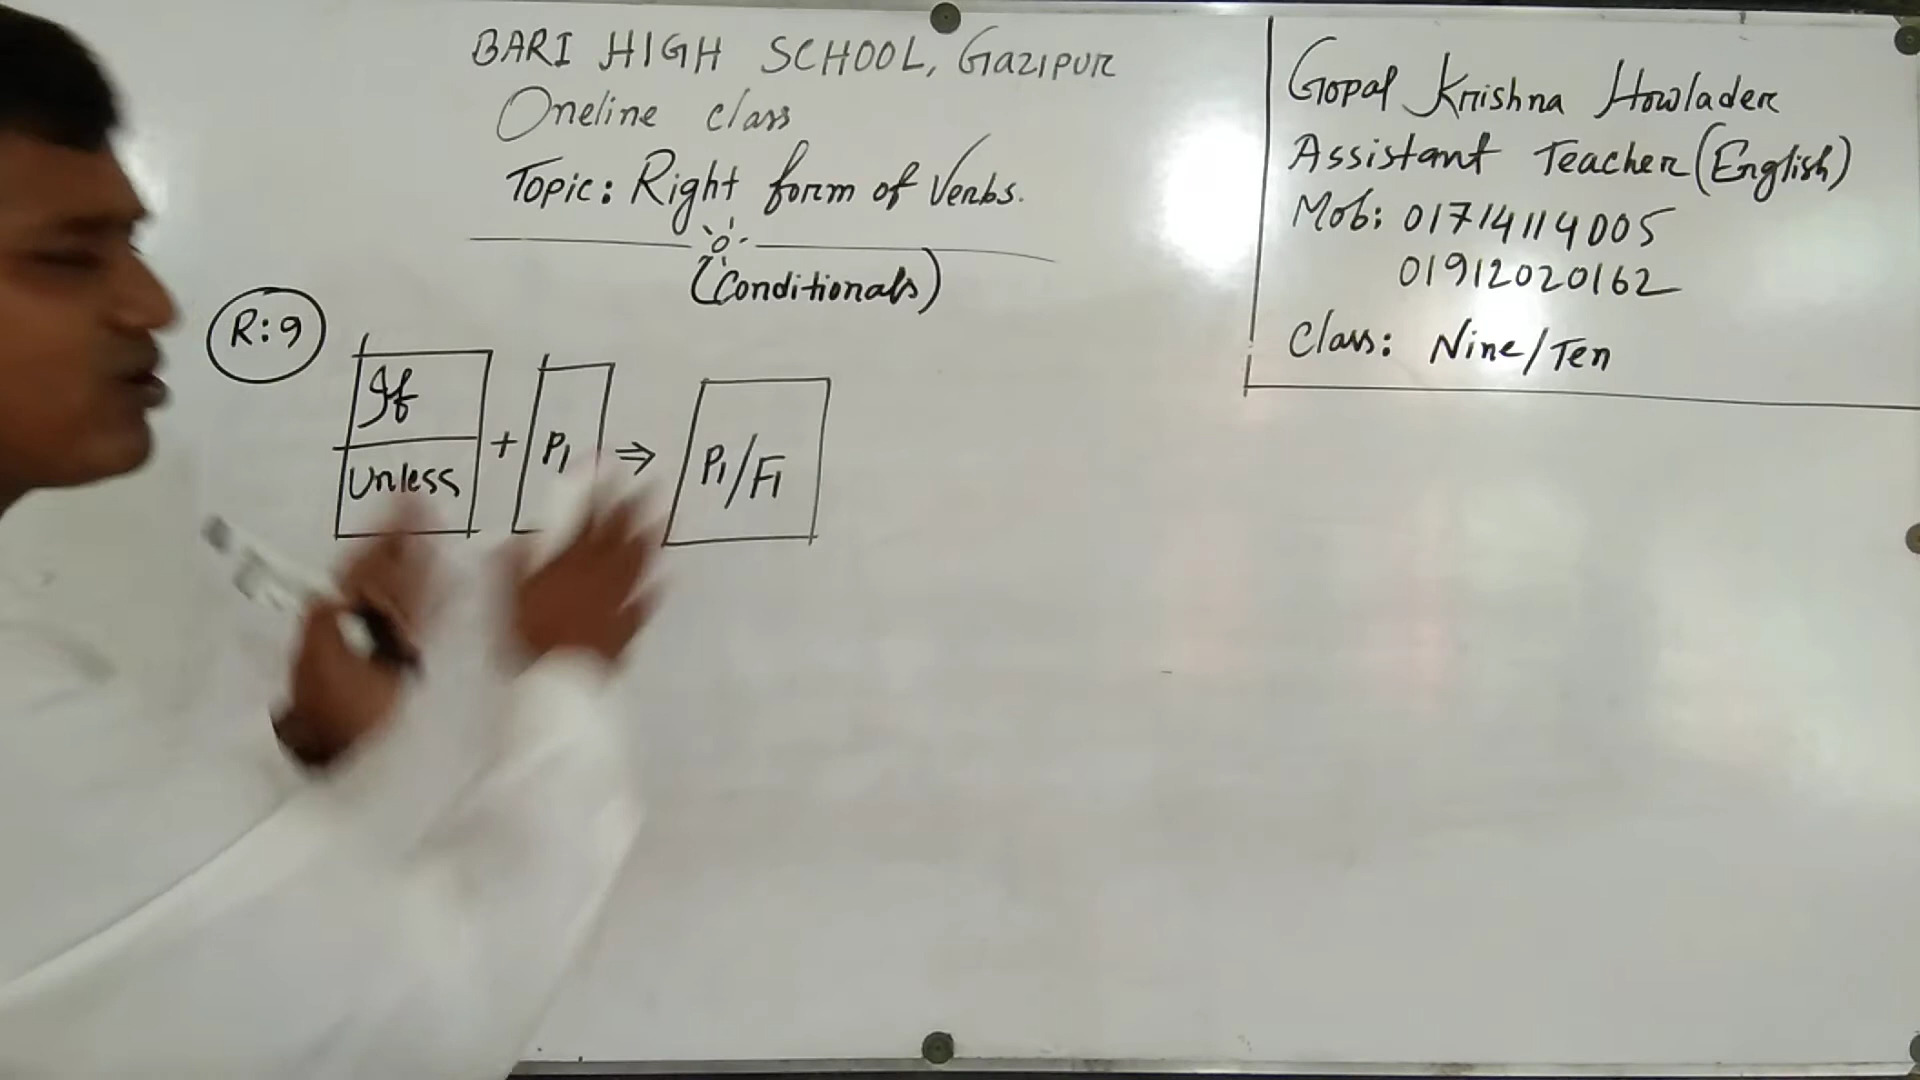 BARI HIGH SCHOOL, GAZIPUR
Oneline class
Topic: Right form of Verbs.
(Conditionals)
Gopal Krishna Howlader
Assistant Teacher (English)
Mob: 01714114005
01912020162
Class: Nine/Ten
R:9
If
Unless
+ P1 ⇒ P1/F1